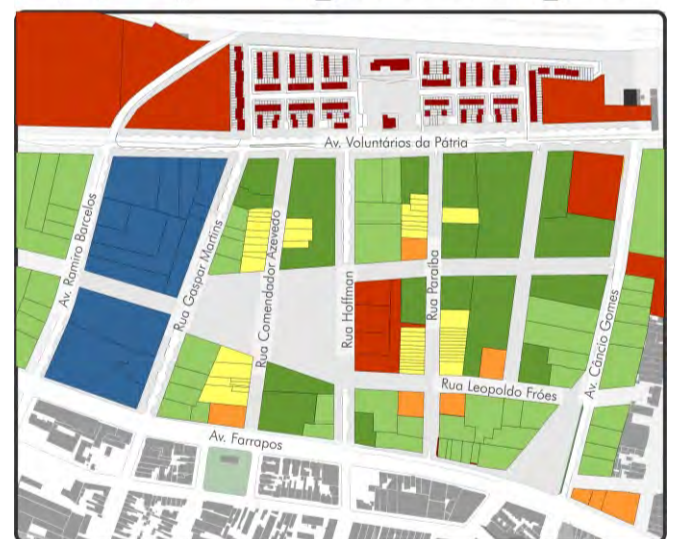 Av. Voluntários da Pátria
Av. Ramiro Barcelos
Rua Gaspar Martins
Rua Comendador Azevedo
Rua Hoffman
Rua Paraíba
Av. Câncio Gomes
Rua Leopoldo Fróes
Av. Farrapos